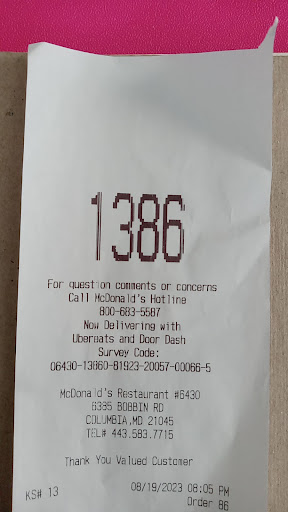 1386
For question comments or concerns
Call McDonald's Hotline
800-683-5587
Now Delivering with
Ubereats and Door Dash
Survey Code:
06430-13860-81923-20057-00066-5
McDonald's Restaurant #6430
8395 BOBBIN RD
COLUMBIA,MD 21045
TEL# 443.583.7715
Thank You Valued Customer
KS# 13
08/19/2023 08:05 PM
Order 86